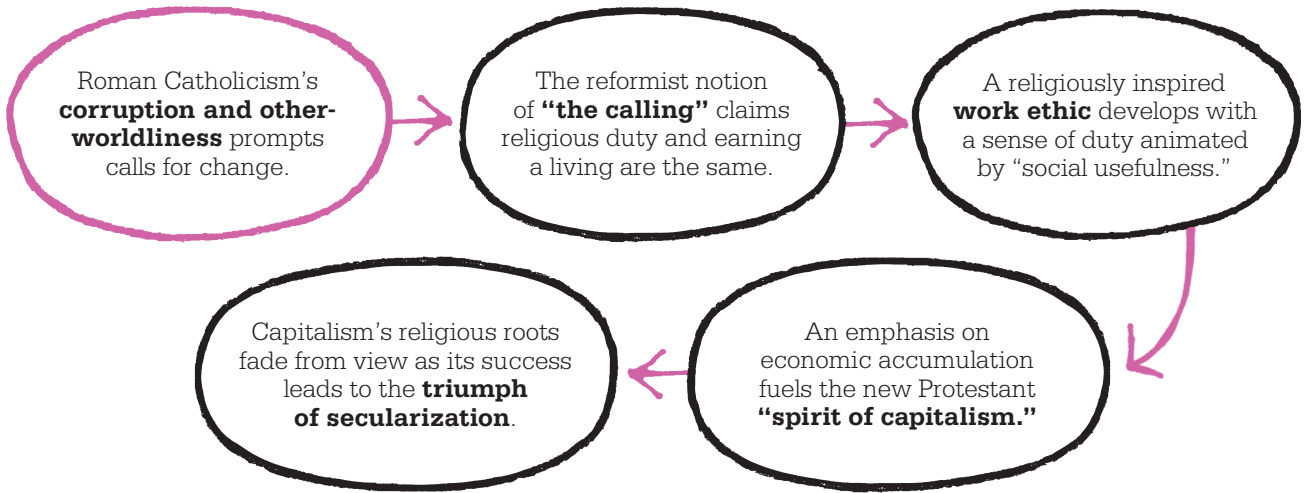 Roman Catholicism's
corruption and other-
worldliness prompts
calls for change.
The reformist notion
of “the calling” claims
religious duty and earning
a living are the same.
A religiously inspired
work ethic develops with
a sense of duty animated
by “social usefulness.”
An emphasis on
economic accumulation
fuels the new Protestant
“spirit of capitalism.”
Capitalism's religious roots
fade from view as its success
leads to the triumph
of secularization.